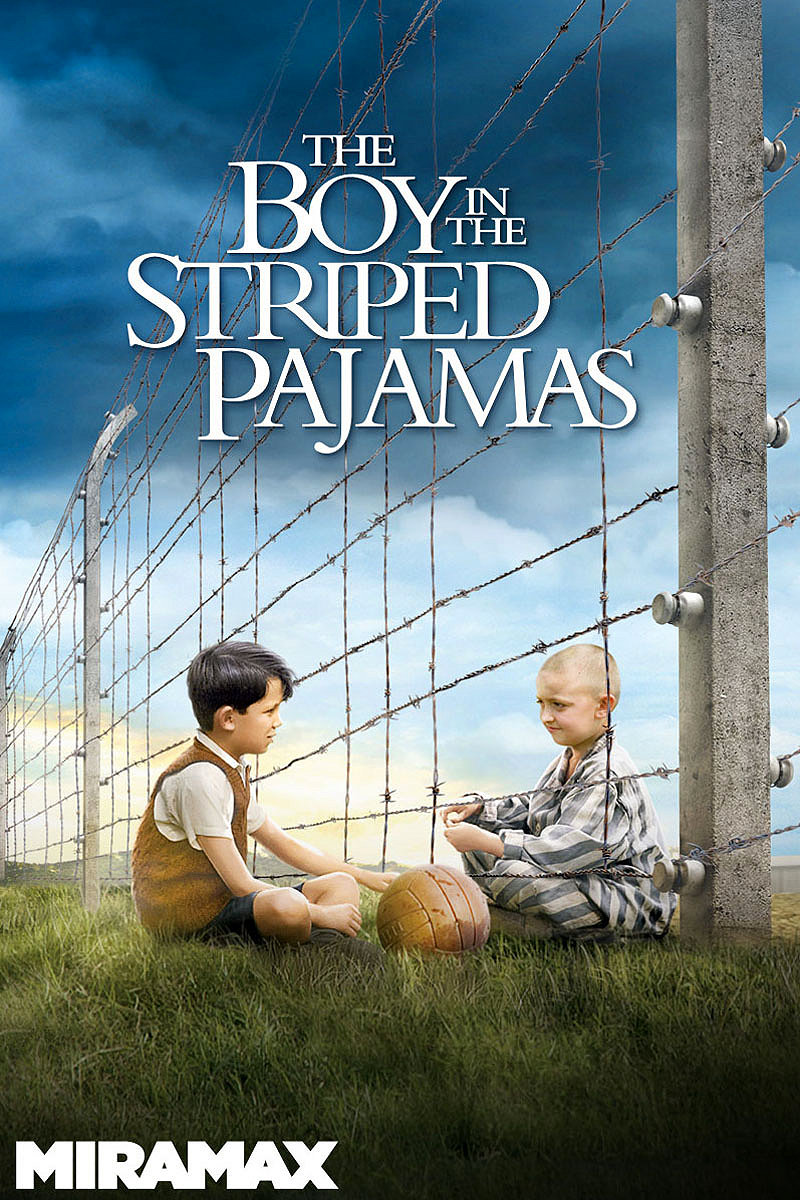 THE
BOY IN THE
STRIPED
PAJAMAS
MIRAMAX